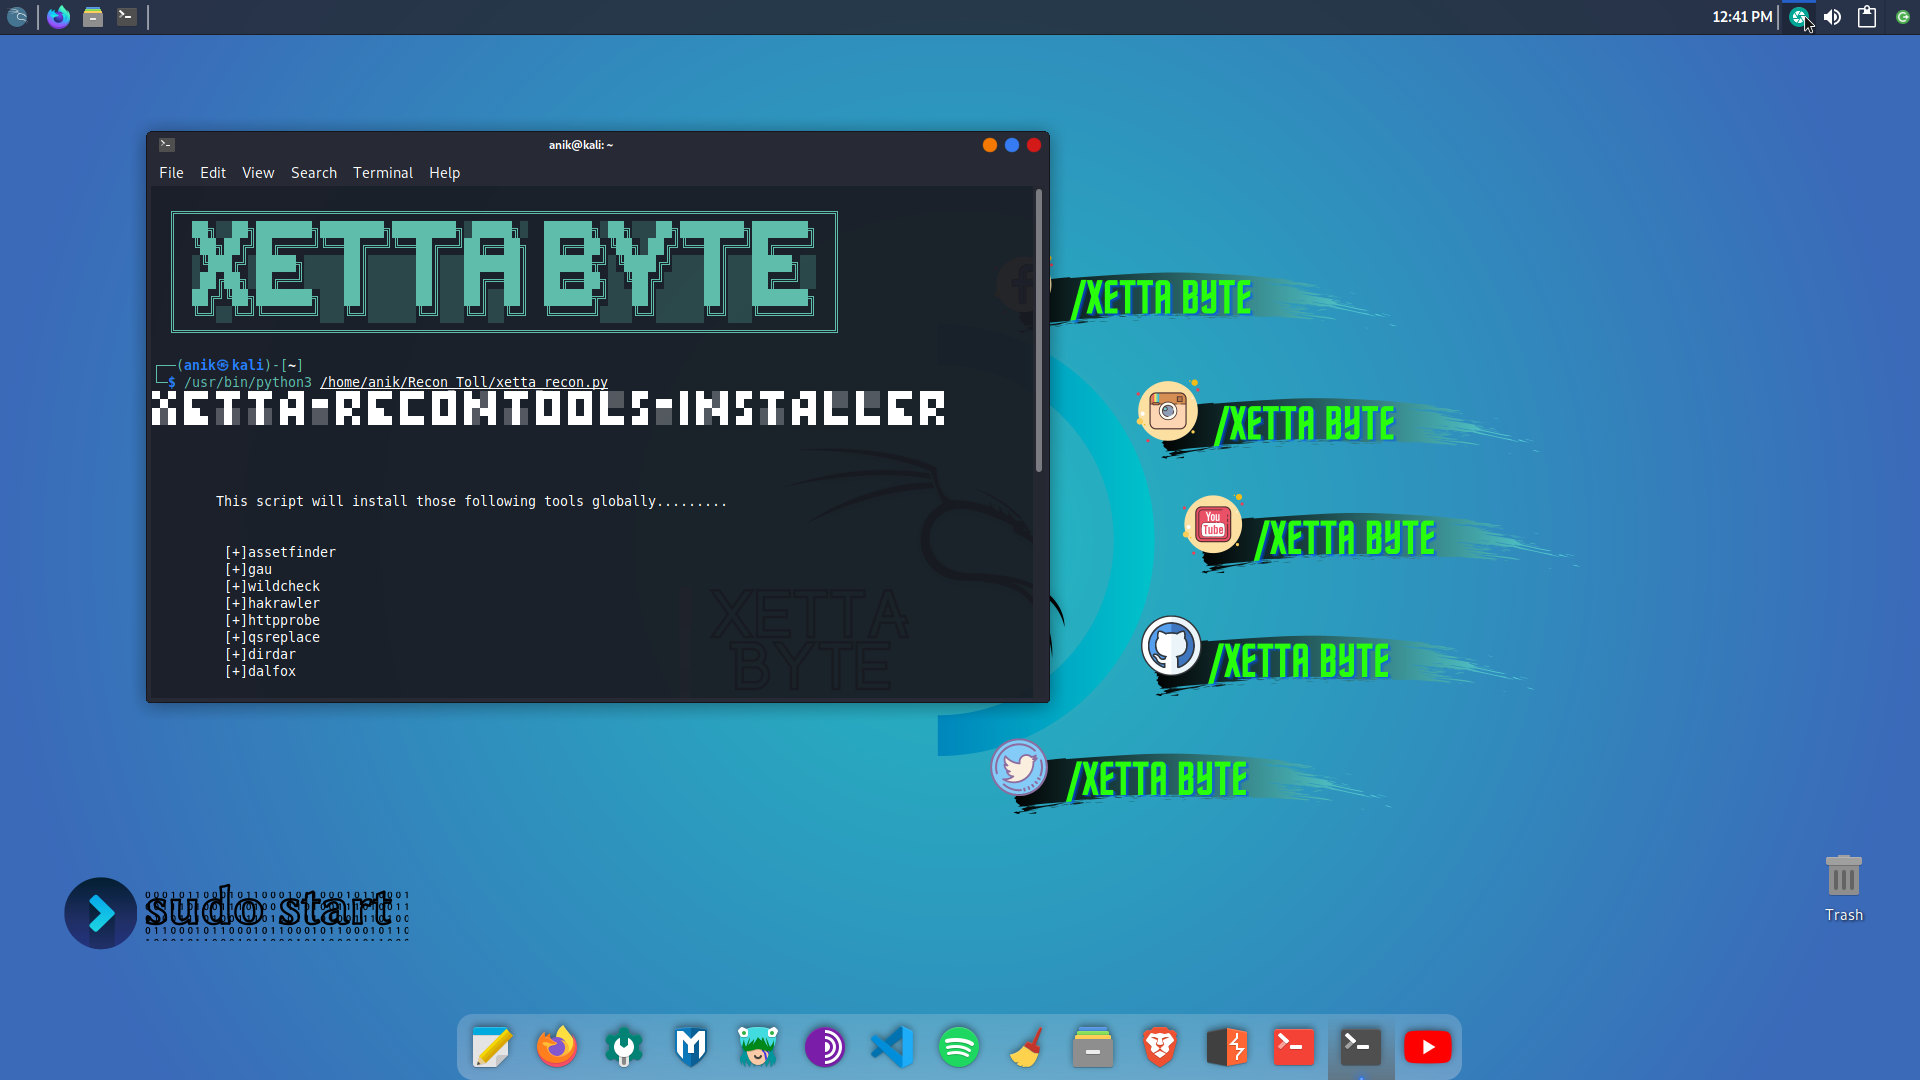 12:41 PM
anik@kali: ~
File Edit View Search Terminal Help
XETTA BYTE
┌──(anik㉿kali)-[~]
└─$ /usr/bin/python3 /home/anik/Recon_Toll/xetta_recon.py
XETTA-RECONTOOLS-INSTALLER
This script will install those following tools globally.........
[+]assetfinder
[+]gau
[+]wildcheck
[+]hakrawler
[+]httpprobe
[+]qsreplace
[+]dirdar
[+]dalfox
XETTA
BYTE
/XETTA BYTE
/XETTA BYTE
You
Tube
/XETTA BYTE
/XETTA BYTE
/XETTA BYTE
sudo start
Trash